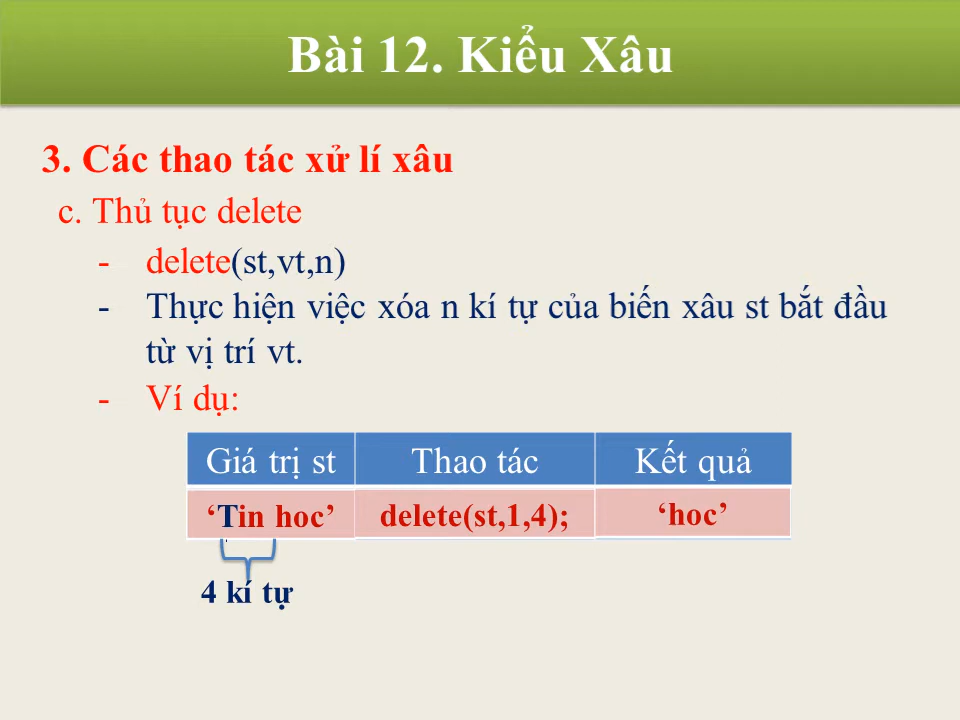 Bài 12. Kiểu Xâu
3. Các thao tác xử lí xâu
c. Thủ tục delete
- delete(st,vt,n)
- Thực hiện việc xóa n kí tự của biến xâu st bắt đầu
từ vị trí vt.
- Ví dụ:
Giá trị st Thao tác Kết quả
‘Tin hoc’ delete(st,1,4); ‘hoc’
4 kí tự